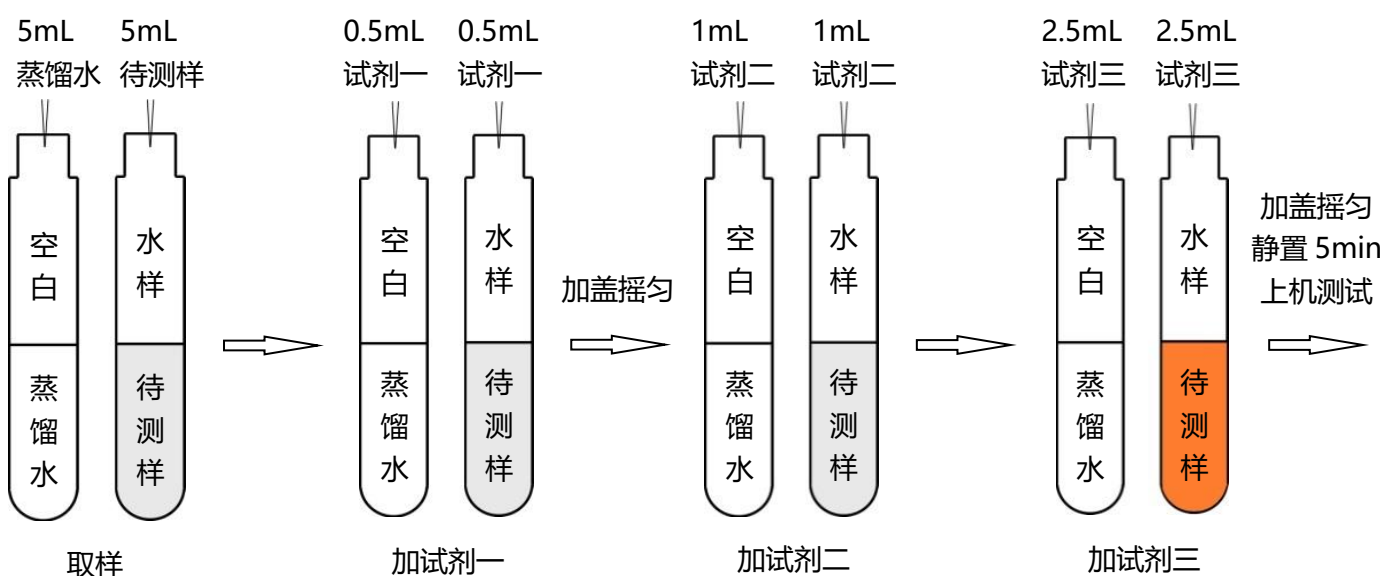 5mL 5mL
蒸馏水 待测样
空白
水样
蒸馏水
待测样
取样
0.5mL 0.5mL
试剂一 试剂一
空白
水样
蒸馏水
待测样
加试剂一
加盖摇匀
1mL 1mL
试剂二 试剂二
空白
水样
蒸馏水
待测样
加试剂二
2.5mL 2.5mL
试剂三 试剂三
空白
水样
蒸馏水
待测样
加试剂三
加盖摇匀
静置 5min
上机测试